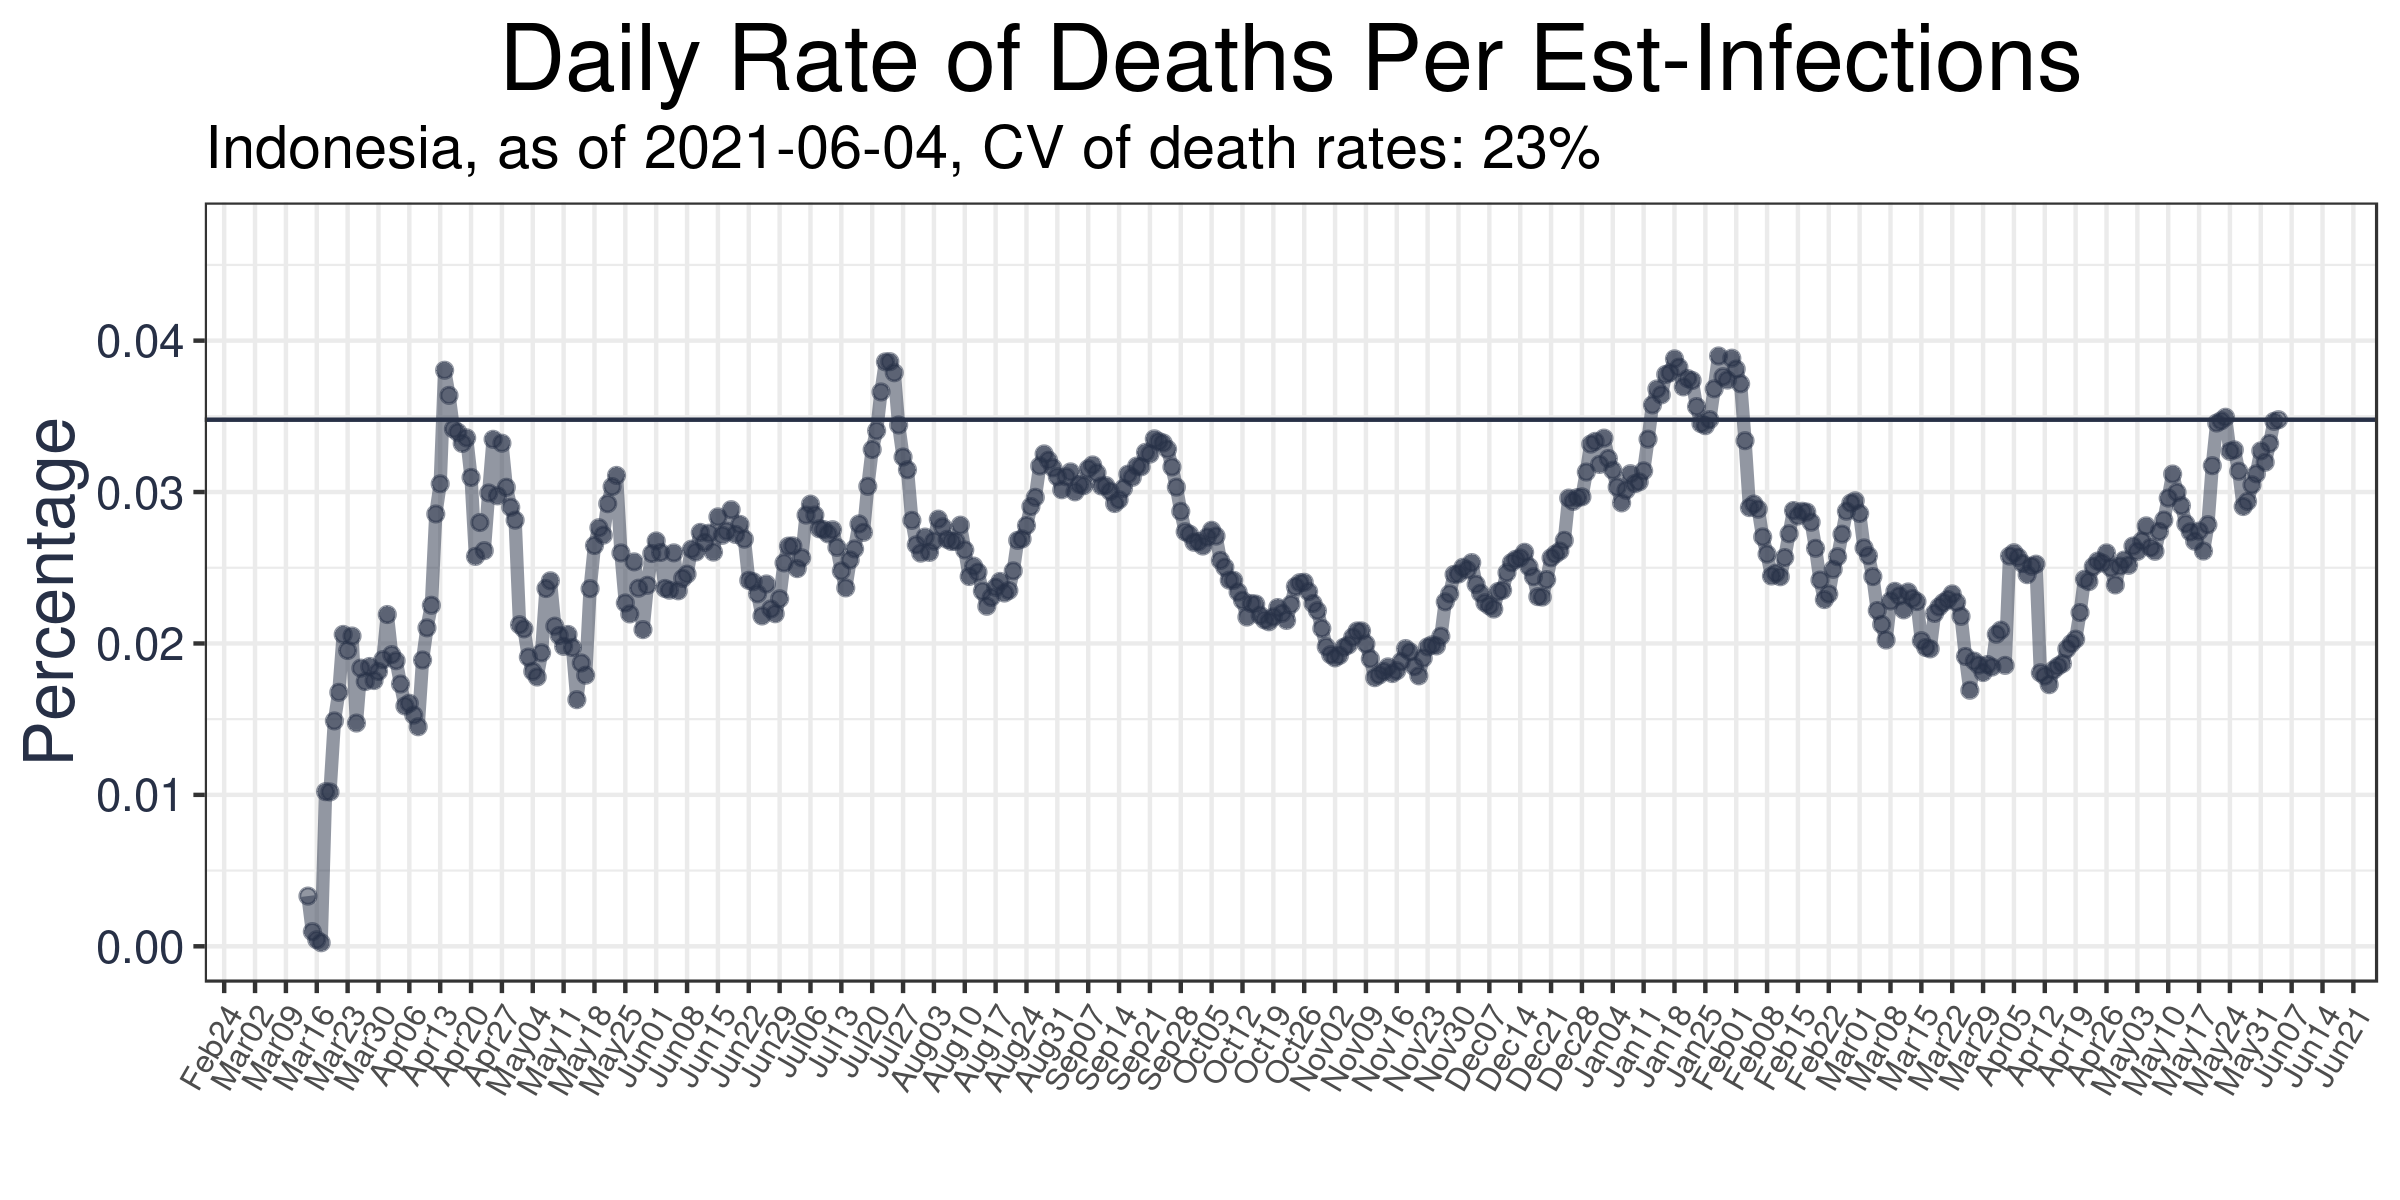 Daily Rate of Deaths Per Est-Infections
Indonesia, as of 2021-06-04, CV of death rates: 23%
Percentage
0.04
0.03
0.02
0.01
0.00
Feb24
Mar02
Mar09
Mar16
Mar23
Mar30
Apr06
Apr13
Apr20
Apr27
May04
May11
May18
May25
Jun01
Jun08
Jun15
Jun22
Jun29
Jul06
Jul13
Jul20
Jul27
Aug03
Aug10
Aug17
Aug24
Aug31
Sep07
Sep14
Sep21
Sep28
Oct05
Oct12
Oct19
Oct26
Nov02
Nov09
Nov16
Nov23
Nov30
Dec07
Dec14
Dec21
Dec28
Jan04
Jan11
Jan18
Jan25
Feb01
Feb08
Feb15
Feb22
Mar01
Mar08
Mar15
Mar22
Mar29
Apr05
Apr12
Apr19
Apr26
May03
May10
May17
May24
May31
Jun07
Jun14
Jun21